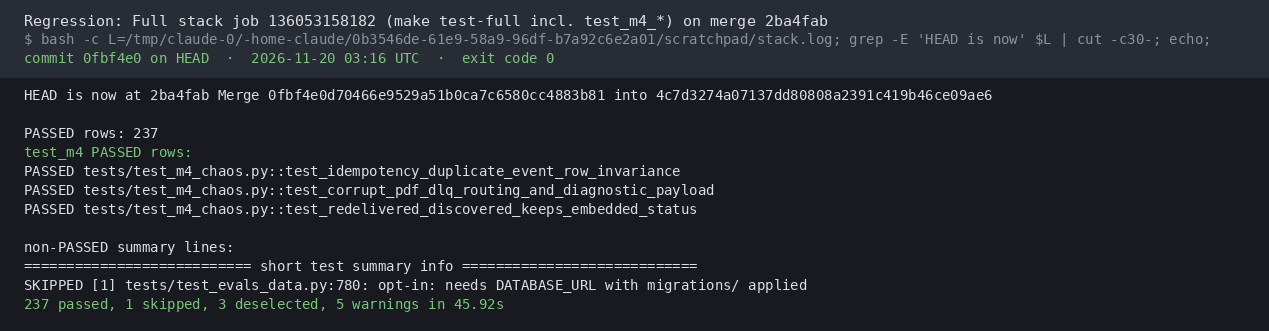 Regression: Full stack job 136053158182 (make test-full incl. test_m4_*) on merge 2ba4fab
$ bash -c L=/tmp/claude-0/-home-claude/0b3546de-61e9-58a9-96df-b7a92c6e2a01/scratchpad/stack.log; grep -E 'HEAD is now' $L | cut -c30-; echo;
commit 0fbf4e0 on HEAD · 2026-11-20 03:16 UTC · exit code 0
HEAD is now at 2ba4fab Merge 0fbf4e0d70466e9529a51b0ca7c6580cc4883b81 into 4c7d3274a07137dd80808a2391c419b46ce09ae6
PASSED rows: 237
test_m4 PASSED rows:
PASSED tests/test_m4_chaos.py::test_idempotency_duplicate_event_row_invariance
PASSED tests/test_m4_chaos.py::test_corrupt_pdf_dlq_routing_and_diagnostic_payload
PASSED tests/test_m4_chaos.py::test_redelivered_discovered_keeps_embedded_status
non-PASSED summary lines:
=========================== short test summary info ============================
SKIPPED [1] tests/test_evals_data.py:780: opt-in: needs DATABASE_URL with migrations/ applied
237 passed, 1 skipped, 3 deselected, 5 warnings in 45.92s